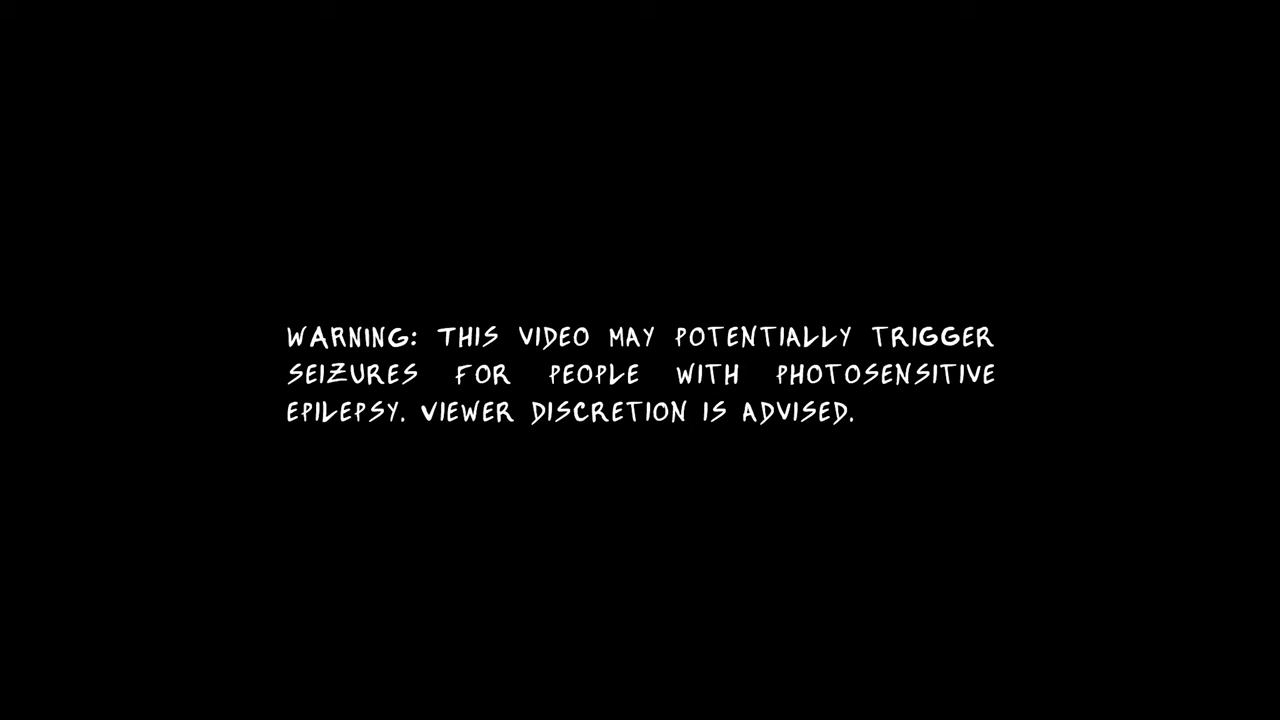 WARNING: THIS VIDEO MAY POTENTIALLY TRIGGER
SEIZURES FOR PEOPLE WITH PHOTOSENSITIVE
EPILEPSY. VIEWER DISCRETION IS ADVISED.